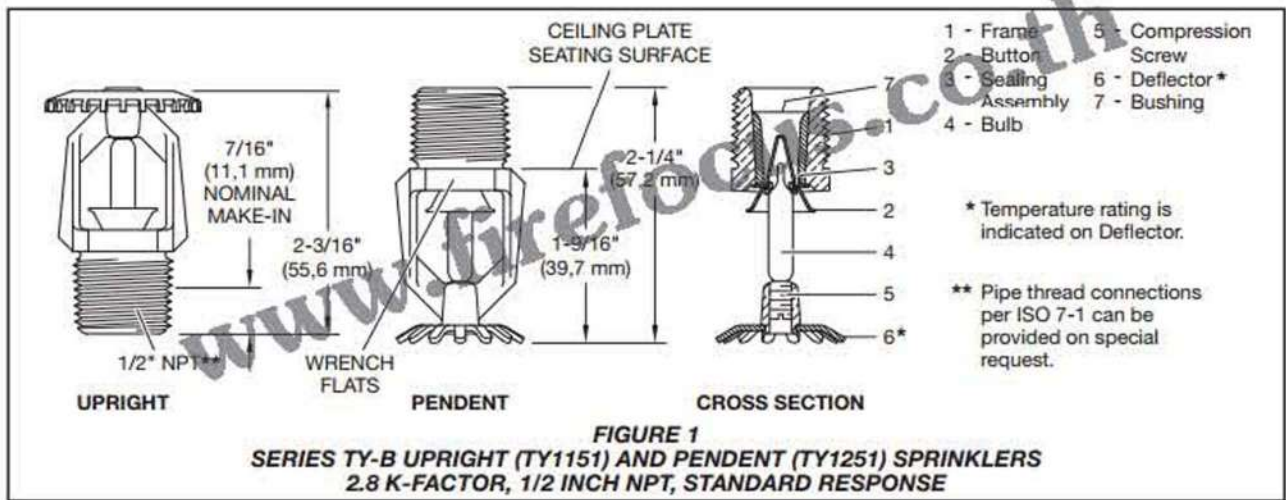 CEILING PLATE
SEATING SURFACE
1 - Frame
2 - Button
3 - Sealing
Assembly
4 - Bulb
5 - Compression
Screw
6 - Deflector *
7 - Bushing
7/16"
(11,1 mm)
NOMINAL
MAKE-IN
2-3/16"
(55,6 mm)
1/2" NPT**
UPRIGHT
2-1/4"
(57,2 mm)
1-9/16"
(39,7 mm)
WRENCH
FLATS
PENDENT
7
1
3
2
4
5
6*
CROSS SECTION
* Temperature rating is
indicated on Deflector.
** Pipe thread connections
per ISO 7-1 can be
provided on special
request.
FIGURE 1
SERIES TY-B UPRIGHT (TY1151) AND PENDENT (TY1251) SPRINKLERS
2.8 K-FACTOR, 1/2 INCH NPT, STANDARD RESPONSE
www.firefoods.co.th